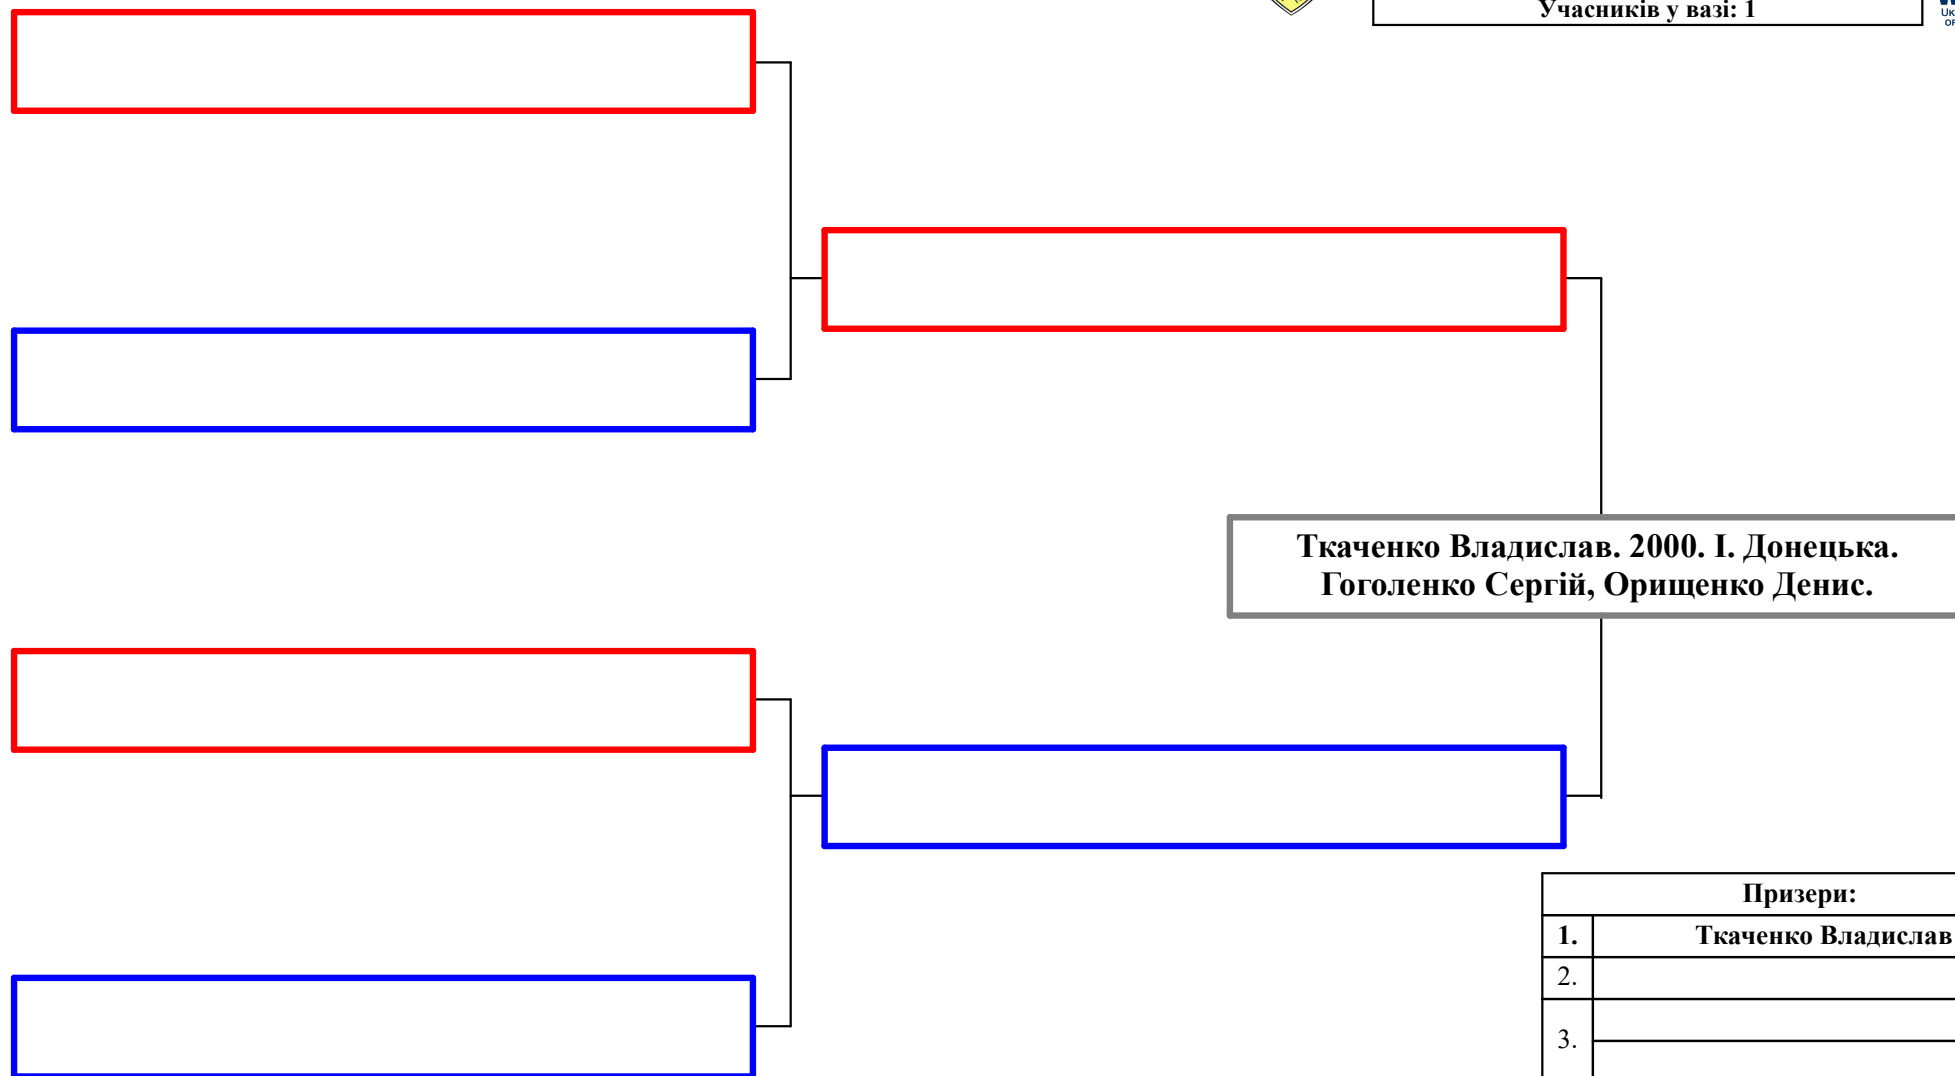 Учасників у вазі: 1
Ткаченко Владислав. 2000. І. Донецька.
Гоголенко Сергій, Орищенко Денис.
Призери:
1. Ткаченко Владислав
2.
3.